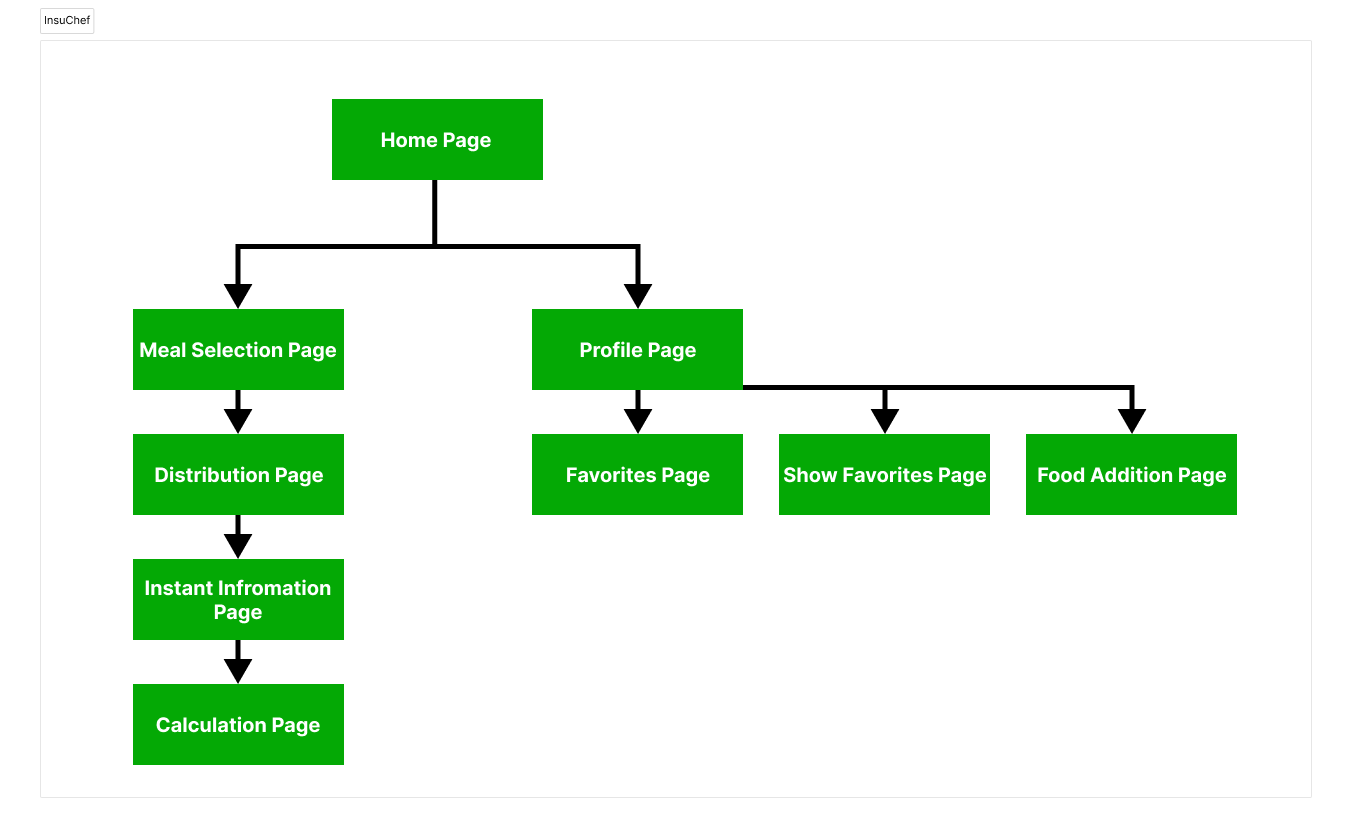 InsuChef
Home Page
Meal Selection Page
Profile Page
Distribution Page
Favorites Page
Show Favorites Page
Food Addition Page
Instant Infromation
Page
Calculation Page